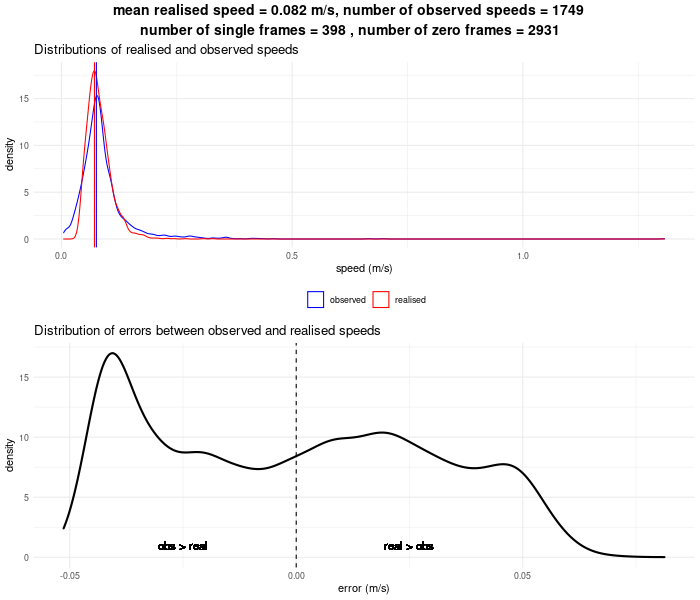 mean realised speed = 0.082 m/s, number of observed speeds = 1749
number of single frames = 398 , number of zero frames = 2931
Distributions of realised and observed speeds
density
15
10
5
0
0.0 0.5 1.0
speed (m/s)
observed realised
Distribution of errors between observed and realised speeds
density
15
10
5
0
obs > real real > obs
-0.05 0.00 0.05
error (m/s)